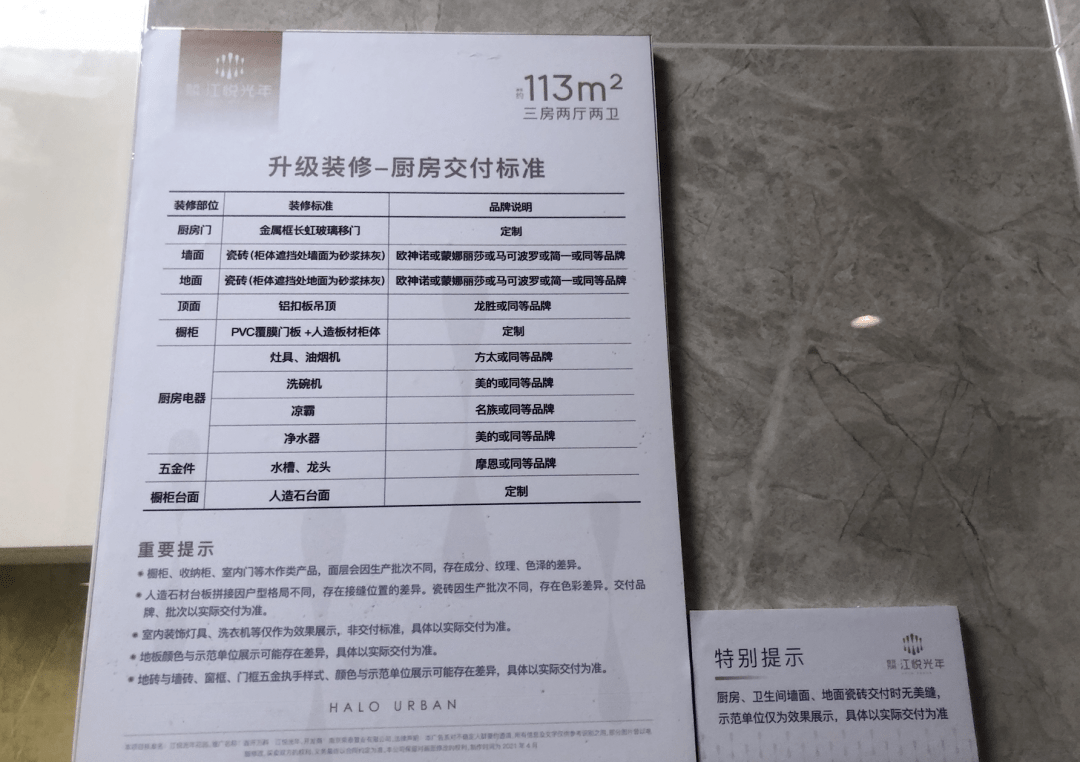 江悦光年
113m²
三房两厅两卫
升级装修-厨房交付标准
装修部位 装修标准 品牌说明
厨房门 金属框长虹玻璃移门 定制
墙面 瓷砖(柜体遮挡处墙面为砂浆抹灰) 欧神诺或蒙娜丽莎或马可波罗或简一或同等品牌
地面 瓷砖(柜体遮挡处地面为砂浆抹灰) 欧神诺或蒙娜丽莎或马可波罗或简一或同等品牌
顶面 铝扣板吊顶 龙胜或同等品牌
橱柜 PVC覆膜门板+人造板材柜体 定制
厨房电器 灶具、油烟机 方太或同等品牌
洗碗机 美的或同等品牌
凉霸 名族或同等品牌
净水器 美的或同等品牌
五金件 水槽、龙头 摩恩或同等品牌
橱柜台面 人造石台面 定制
重要提示
●橱柜、收纳柜、室内门等木作类产品，面层会因生产批次不同，存在成分、纹理、色泽的差异。
●人造石材台板拼接因户型格局不同，存在接缝位置的差异。瓷砖因生产批次不同，存在色彩差异。交付品
牌、批次以实际交付为准。
●室内装饰灯具、洗衣机等仅作为效果展示，非交付标准，具体以实际交付为准。
●地板颜色与示范单位展示可能存在差异，具体以实际交付为准。
●地砖与墙砖、窗框、门框五金执手样式、颜色与示范单位展示可能存在差异，具体以实际交付为准。
HALO URBAN
特别提示
江悦光年
厨房、卫生间墙面、地面瓷砖交付时无美缝，
示范单位仅为效果展示，具体以实际交付为准